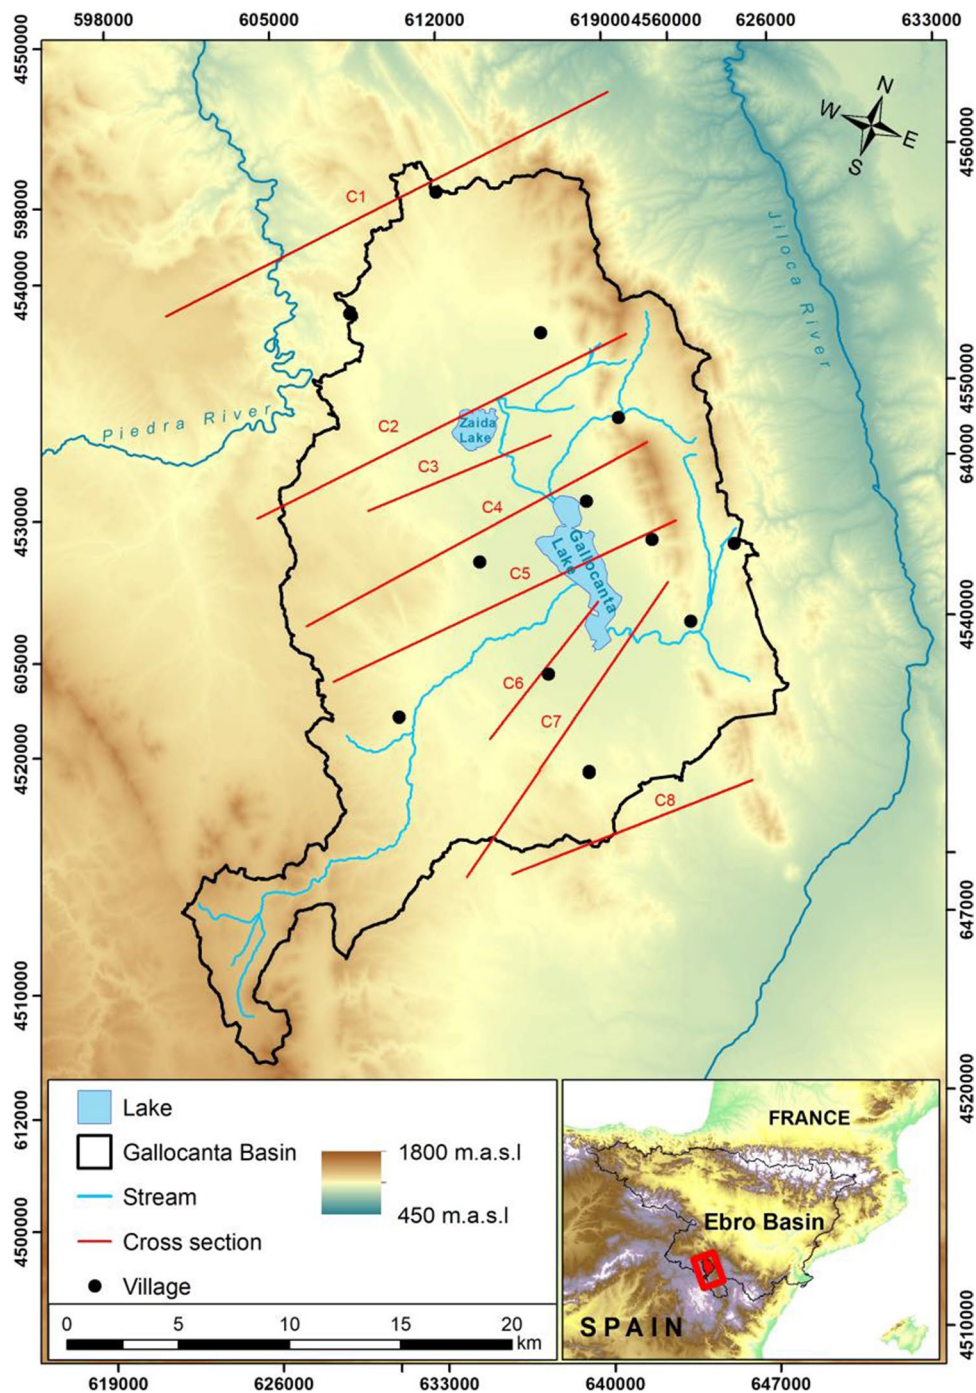 598000
605000
612000
619000
4560000
626000
633000
4550000
598000
4540000
4530000
605000
4520000
4510000
612000
4500000
4560000
4550000
640000
4540000
647000
4520000
4510000
N
W
E
S
C1
Jiloca River
Piedra River
C2
Zaida
Lake
C3
C4
Gallocanta
Lake
C5
C6
C7
C8
Lake
Gallocanta Basin
Stream
Cross section
Village
1800 m.a.s.l
450 m.a.s.l
0 5 10 15 20
km
FRANCE
Ebro Basin
SPAIN
619000
626000
633000
640000
647000